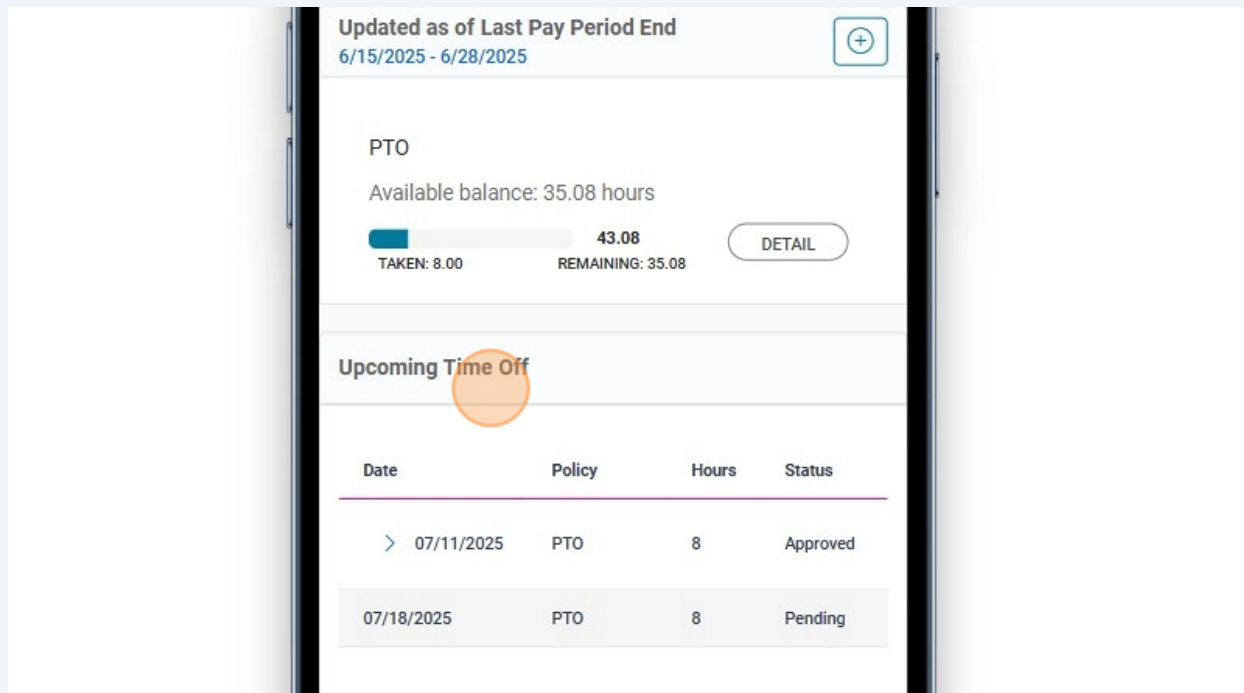 Updated as of Last Pay Period End
6/15/2025 - 6/28/2025
PTO
Available balance: 35.08 hours
43.08
DETAIL
TAKEN: 8.00 REMAINING: 35.08
Upcoming Time Off
Date Policy Hours Status
07/11/2025 PTO 8 Approved
07/18/2025 PTO 8 Pending